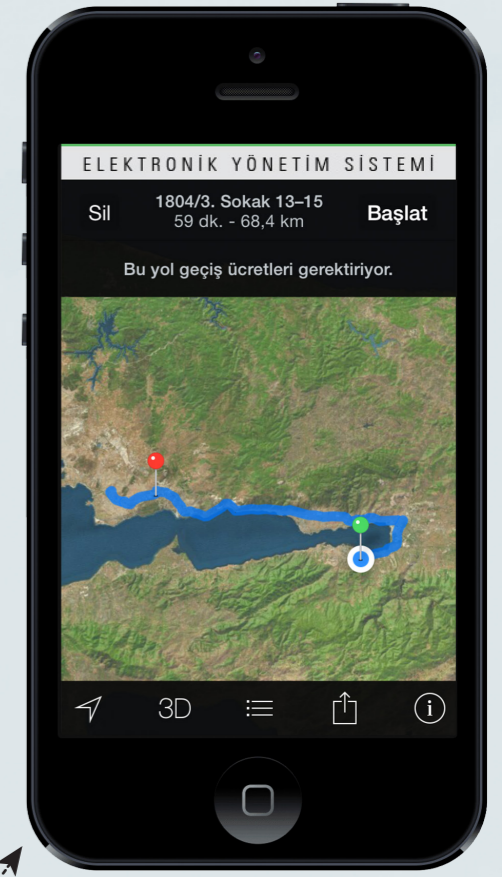 ELEKTRONİK YÖNETİM SİSTEMİ
Sil
1804/3. Sokak 13–15
59 dk. - 68,4 km
Başlat
Bu yol geçiş ücretleri gerektiriyor.
3D
i